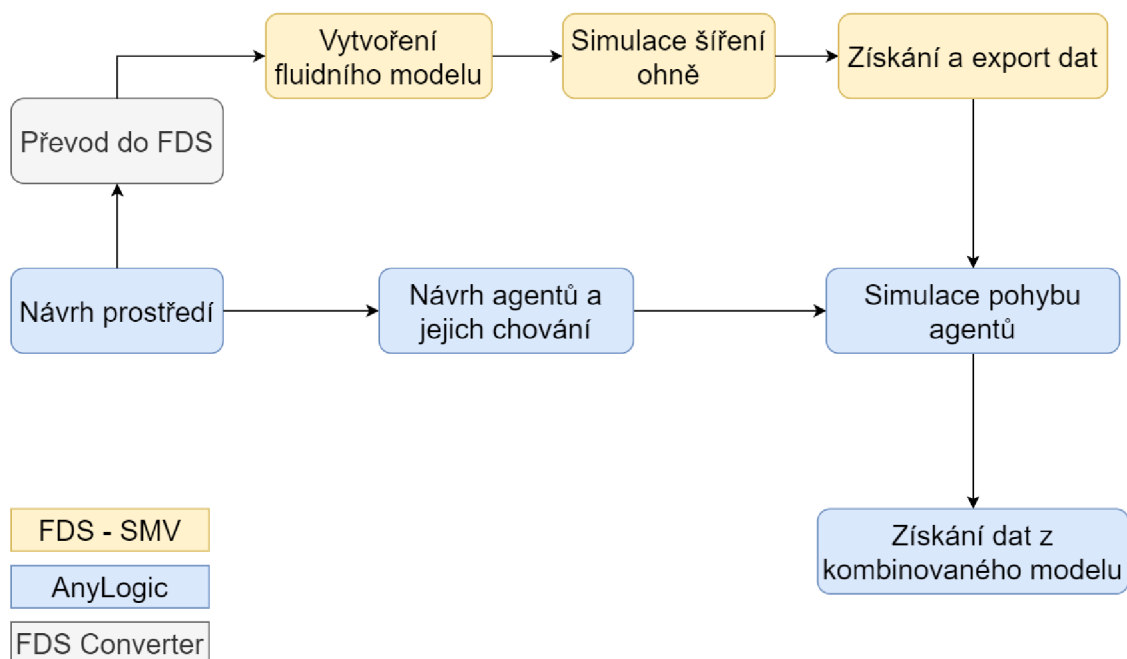 Vytvoření
fluidního modelu
Simulace šíření
ohně
Získání a export dat
Převod do FDS
Návrh prostředí
Návrh agentů a
jejich chování
Simulace pohybu
agentů
Získání dat z
kombinovaného modelu
FDS - SMV
AnyLogic
FDS Converter